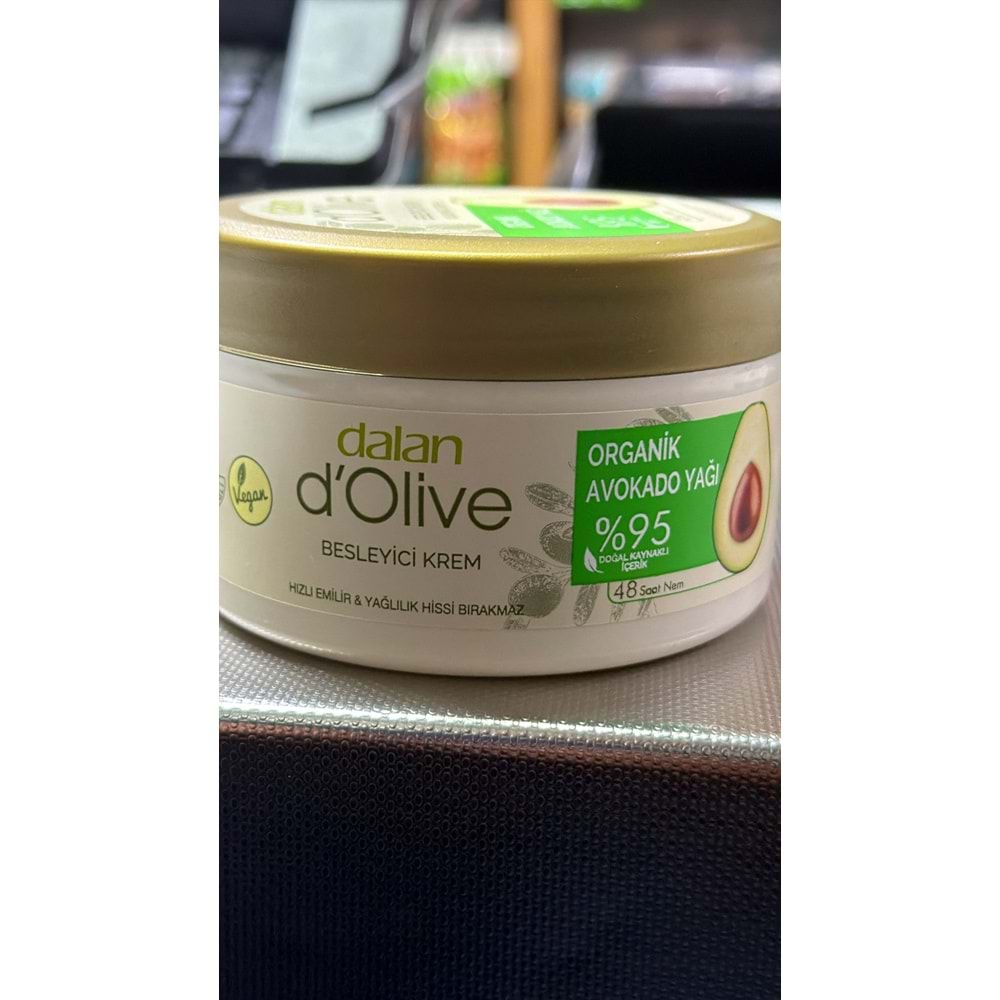 Vegan
dalan
d'Olive
BESLEYİCİ KREM
HIZLI EMİLİR & YAĞLILIK HİSSİ BIRAKMAZ
ORGANİK
AVOKADO YAĞI
%95
DOĞAL KAYNAKLI
İÇERİK
48 Saat Nem